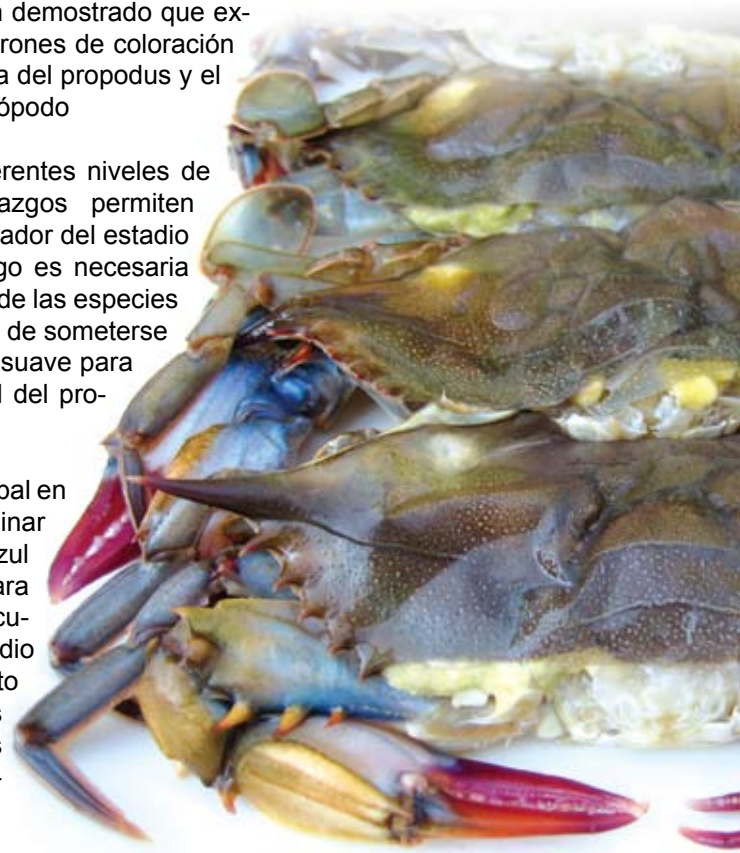 n demostrado que ex-
rones de coloración
a del propodus y el
ópodo
erentes niveles de
azgos permiten
ador del estadio
go es necesaria
de las especies
de someterse
suave para
l del pro-
pal en
inar
zul
ara
cu-
dio
to
s
s
-